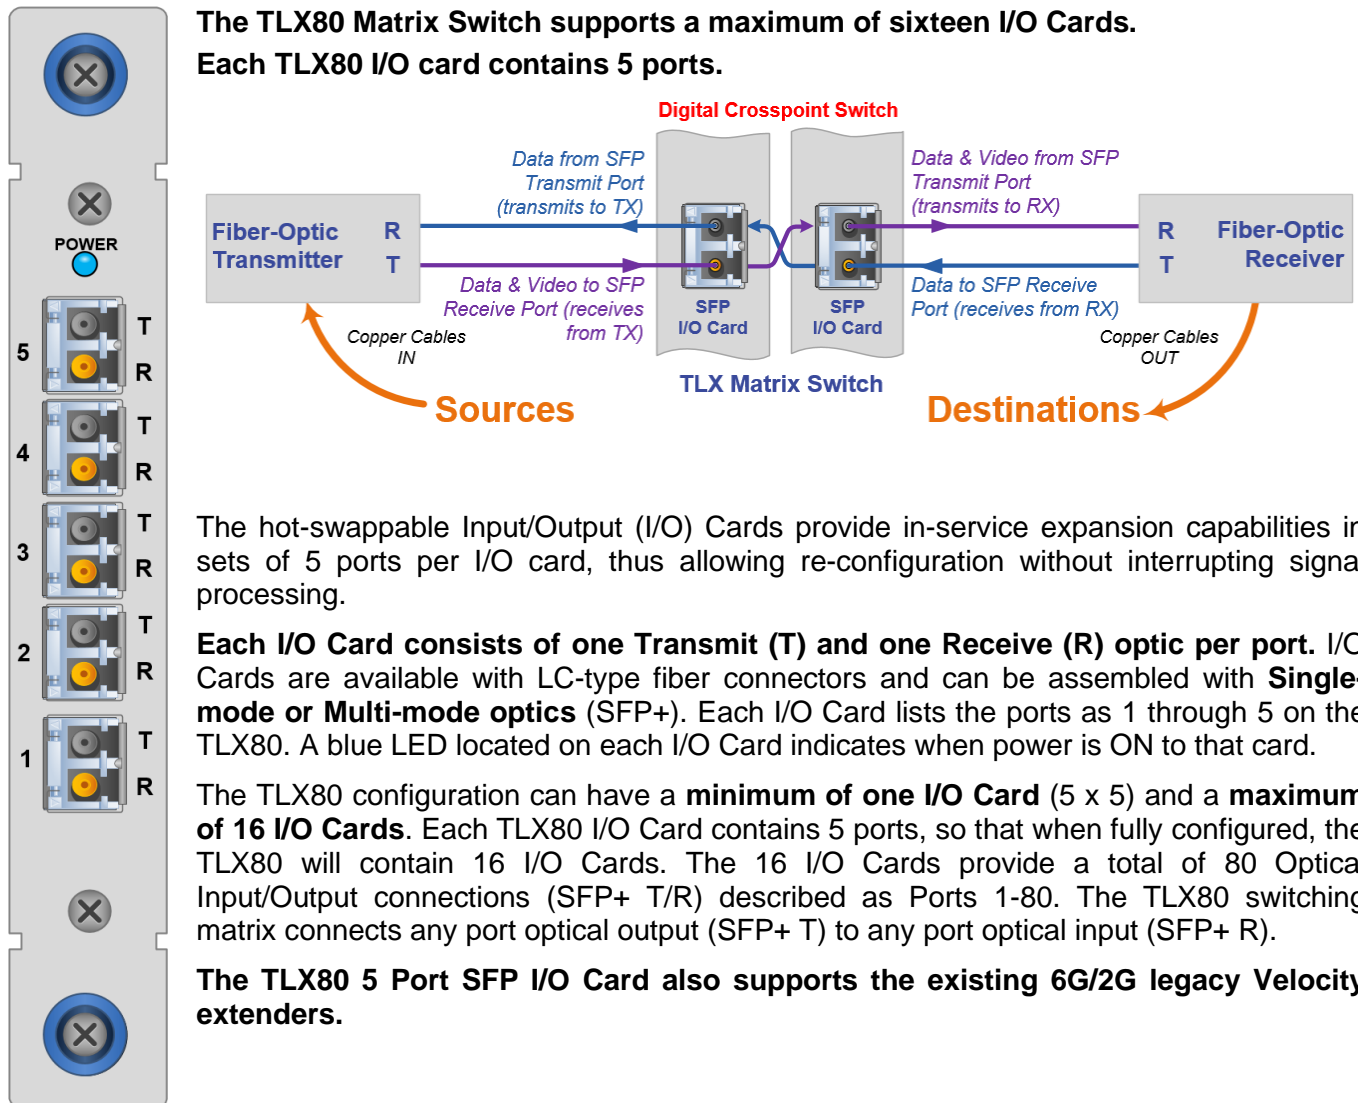 The TLX80 Matrix Switch supports a maximum of sixteen I/O Cards.
Each TLX80 I/O card contains 5 ports.
POWER
5
T
R
4
T
R
3
T
R
2
T
R
1
T
R
Digital Crosspoint Switch
Data from SFP
Transmit Port
(transmits to TX)
Data & Video from SFP
Transmit Port
(transmits to RX)
Fiber-Optic
Transmitter
R
T
R
T
Fiber-Optic
Receiver
Data & Video to SFP
Receive Port (receives
from TX)
SFP
I/O Card
SFP
I/O Card
Data to SFP Receive
Port (receives from RX)
Copper Cables
IN
Copper Cables
OUT
TLX Matrix Switch
Sources
Destinations
The hot-swappable Input/Output (I/O) Cards provide in-service expansion capabilities in
sets of 5 ports per I/O card, thus allowing re-configuration without interrupting signa
processing.
Each I/O Card consists of one Transmit (T) and one Receive (R) optic per port. I/O
Cards are available with LC-type fiber connectors and can be assembled with Single-
mode or Multi-mode optics (SFP+). Each I/O Card lists the ports as 1 through 5 on the
TLX80. A blue LED located on each I/O Card indicates when power is ON to that card.
The TLX80 configuration can have a minimum of one I/O Card (5 x 5) and a maximum
of 16 I/O Cards. Each TLX80 I/O Card contains 5 ports, so that when fully configured, the
TLX80 will contain 16 I/O Cards. The 16 I/O Cards provide a total of 80 Optica
Input/Output connections (SFP+ T/R) described as Ports 1-80. The TLX80 switching
matrix connects any port optical output (SFP+ T) to any port optical input (SFP+ R).
The TLX80 5 Port SFP I/O Card also supports the existing 6G/2G legacy Velocity
extenders.